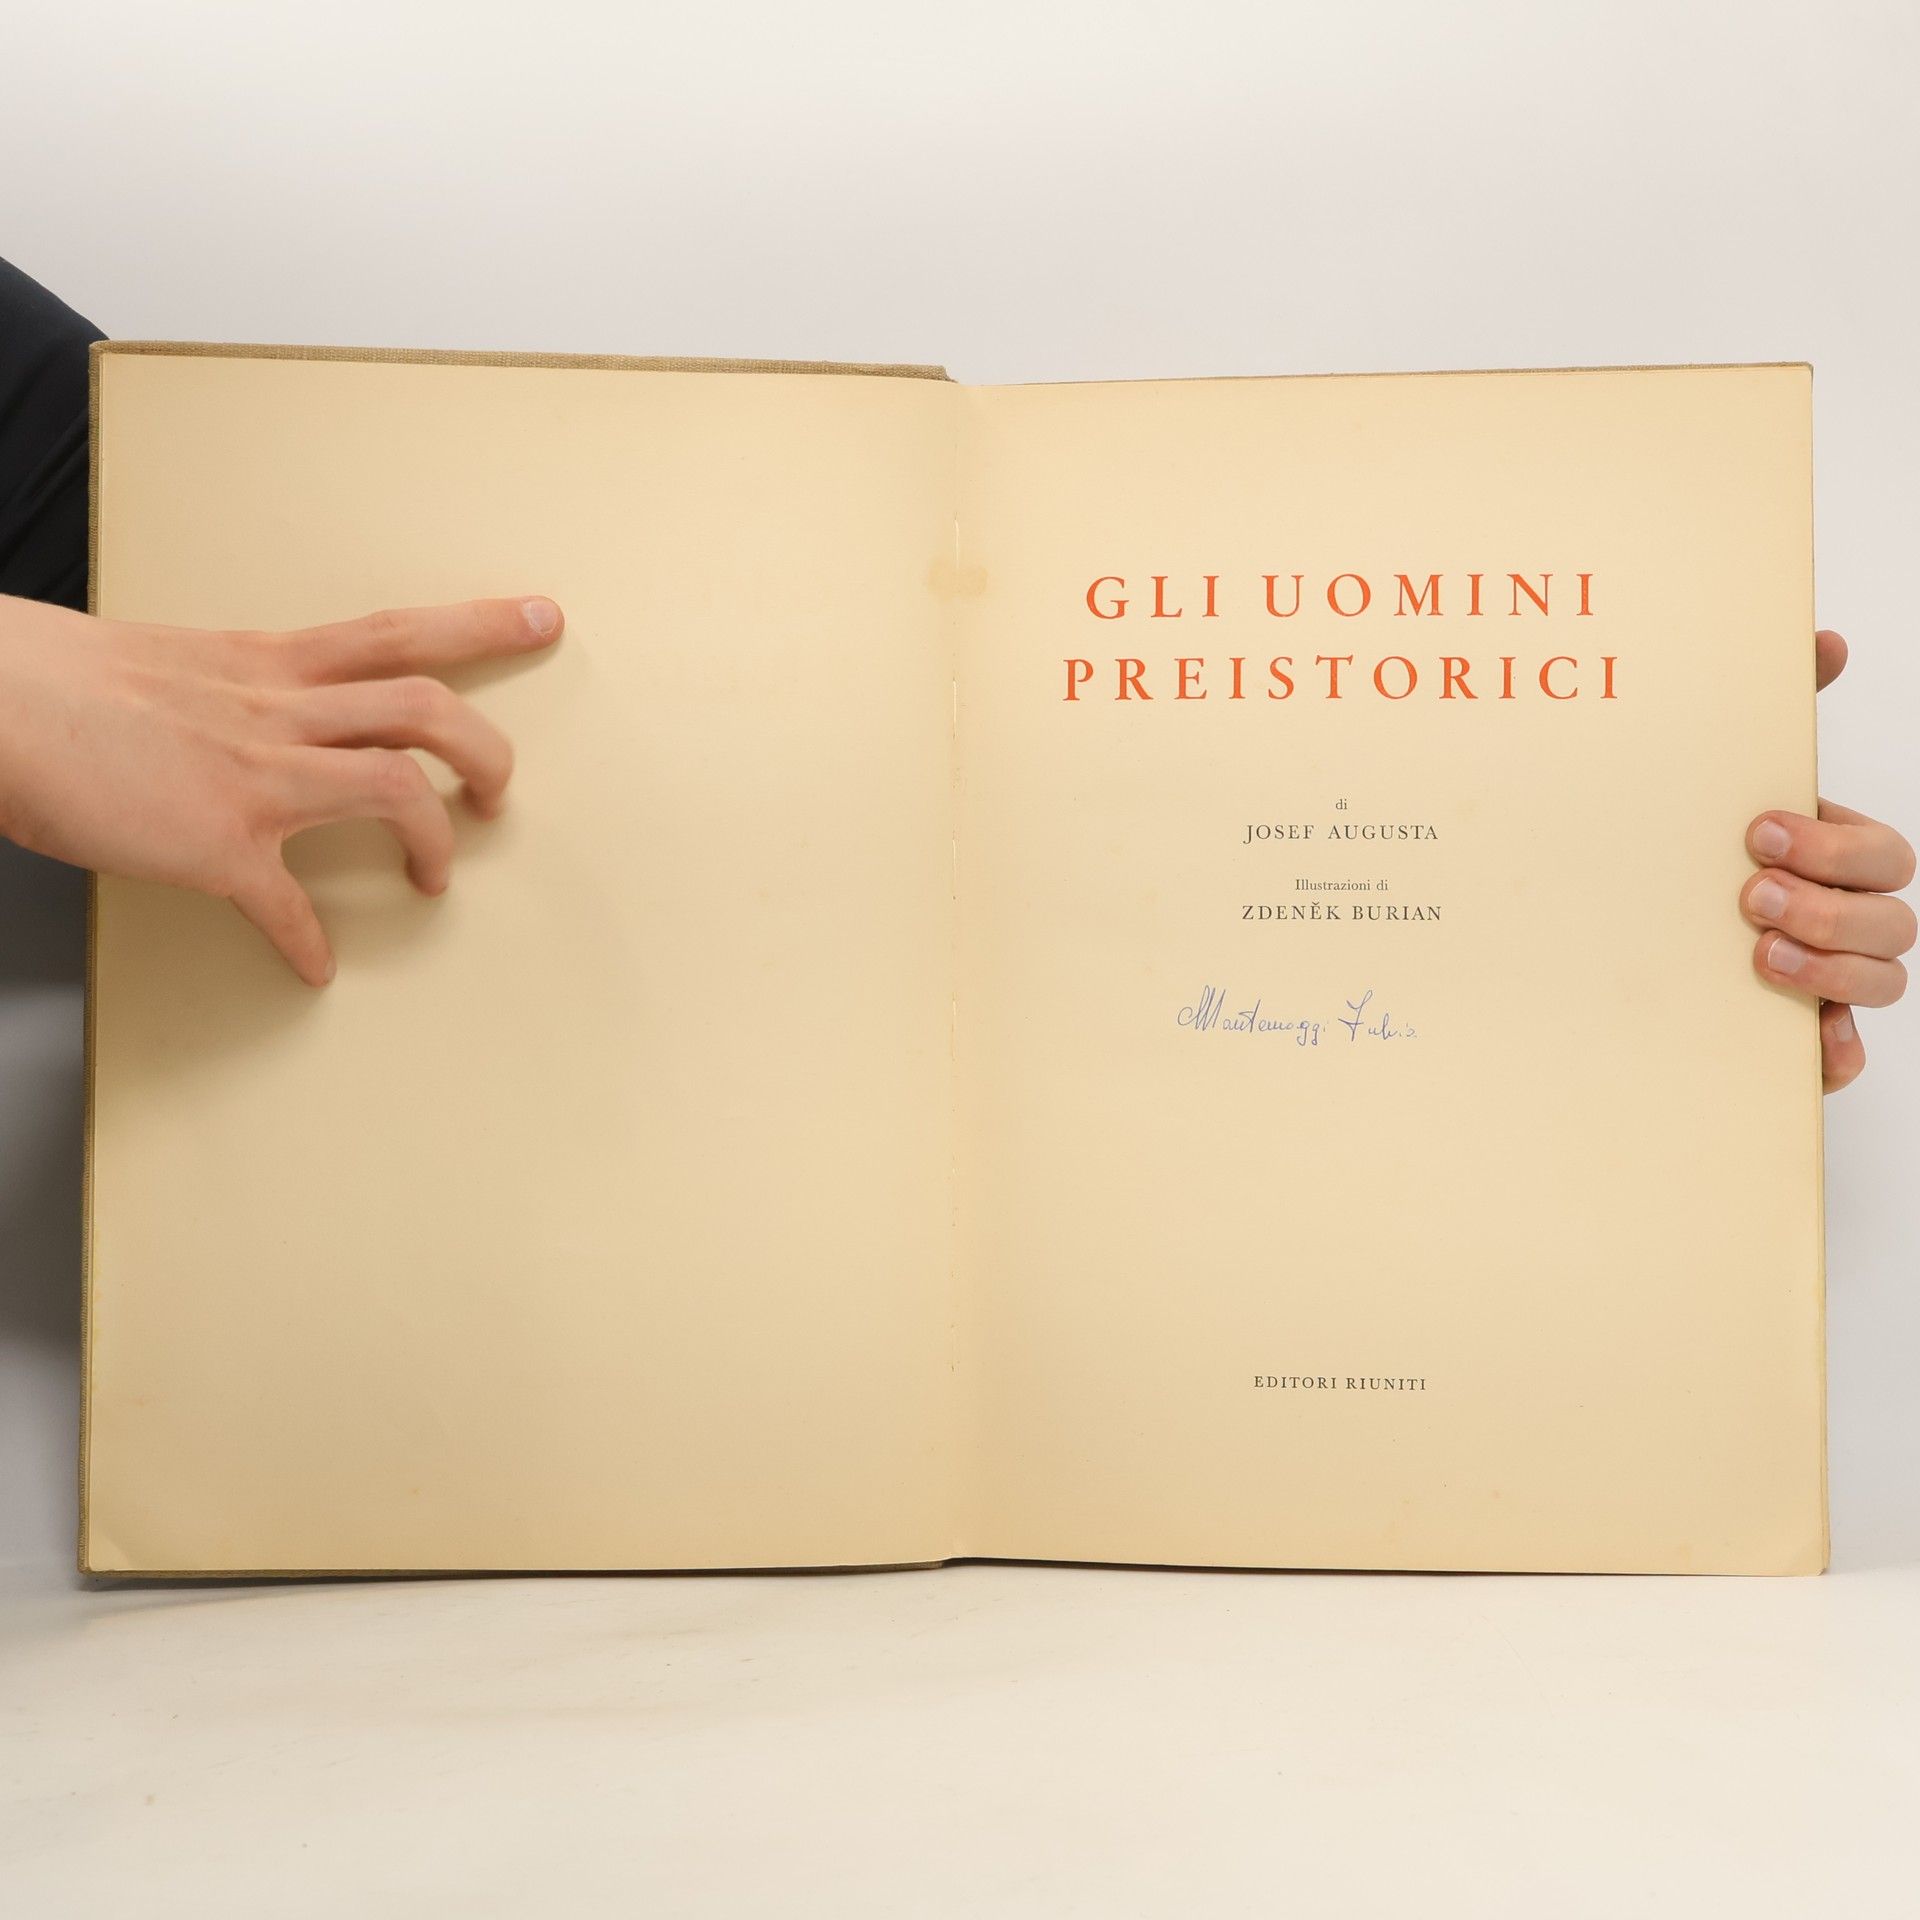 GLI UOMINI
PREISTORICI
di
JOSEF AUGUSTA
Illustrazioni di
ZDENĚK BURIAN
EDITORI RIUNITI